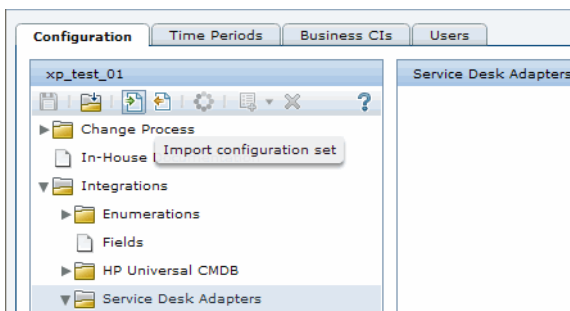 Configuration Time Periods Business CIs Users
xp_test_01 Service Desk Adapters
?
Change Process
In-House
Import configuration set
Integrations
Enumerations
Fields
HP Universal CMDB
Service Desk Adapters